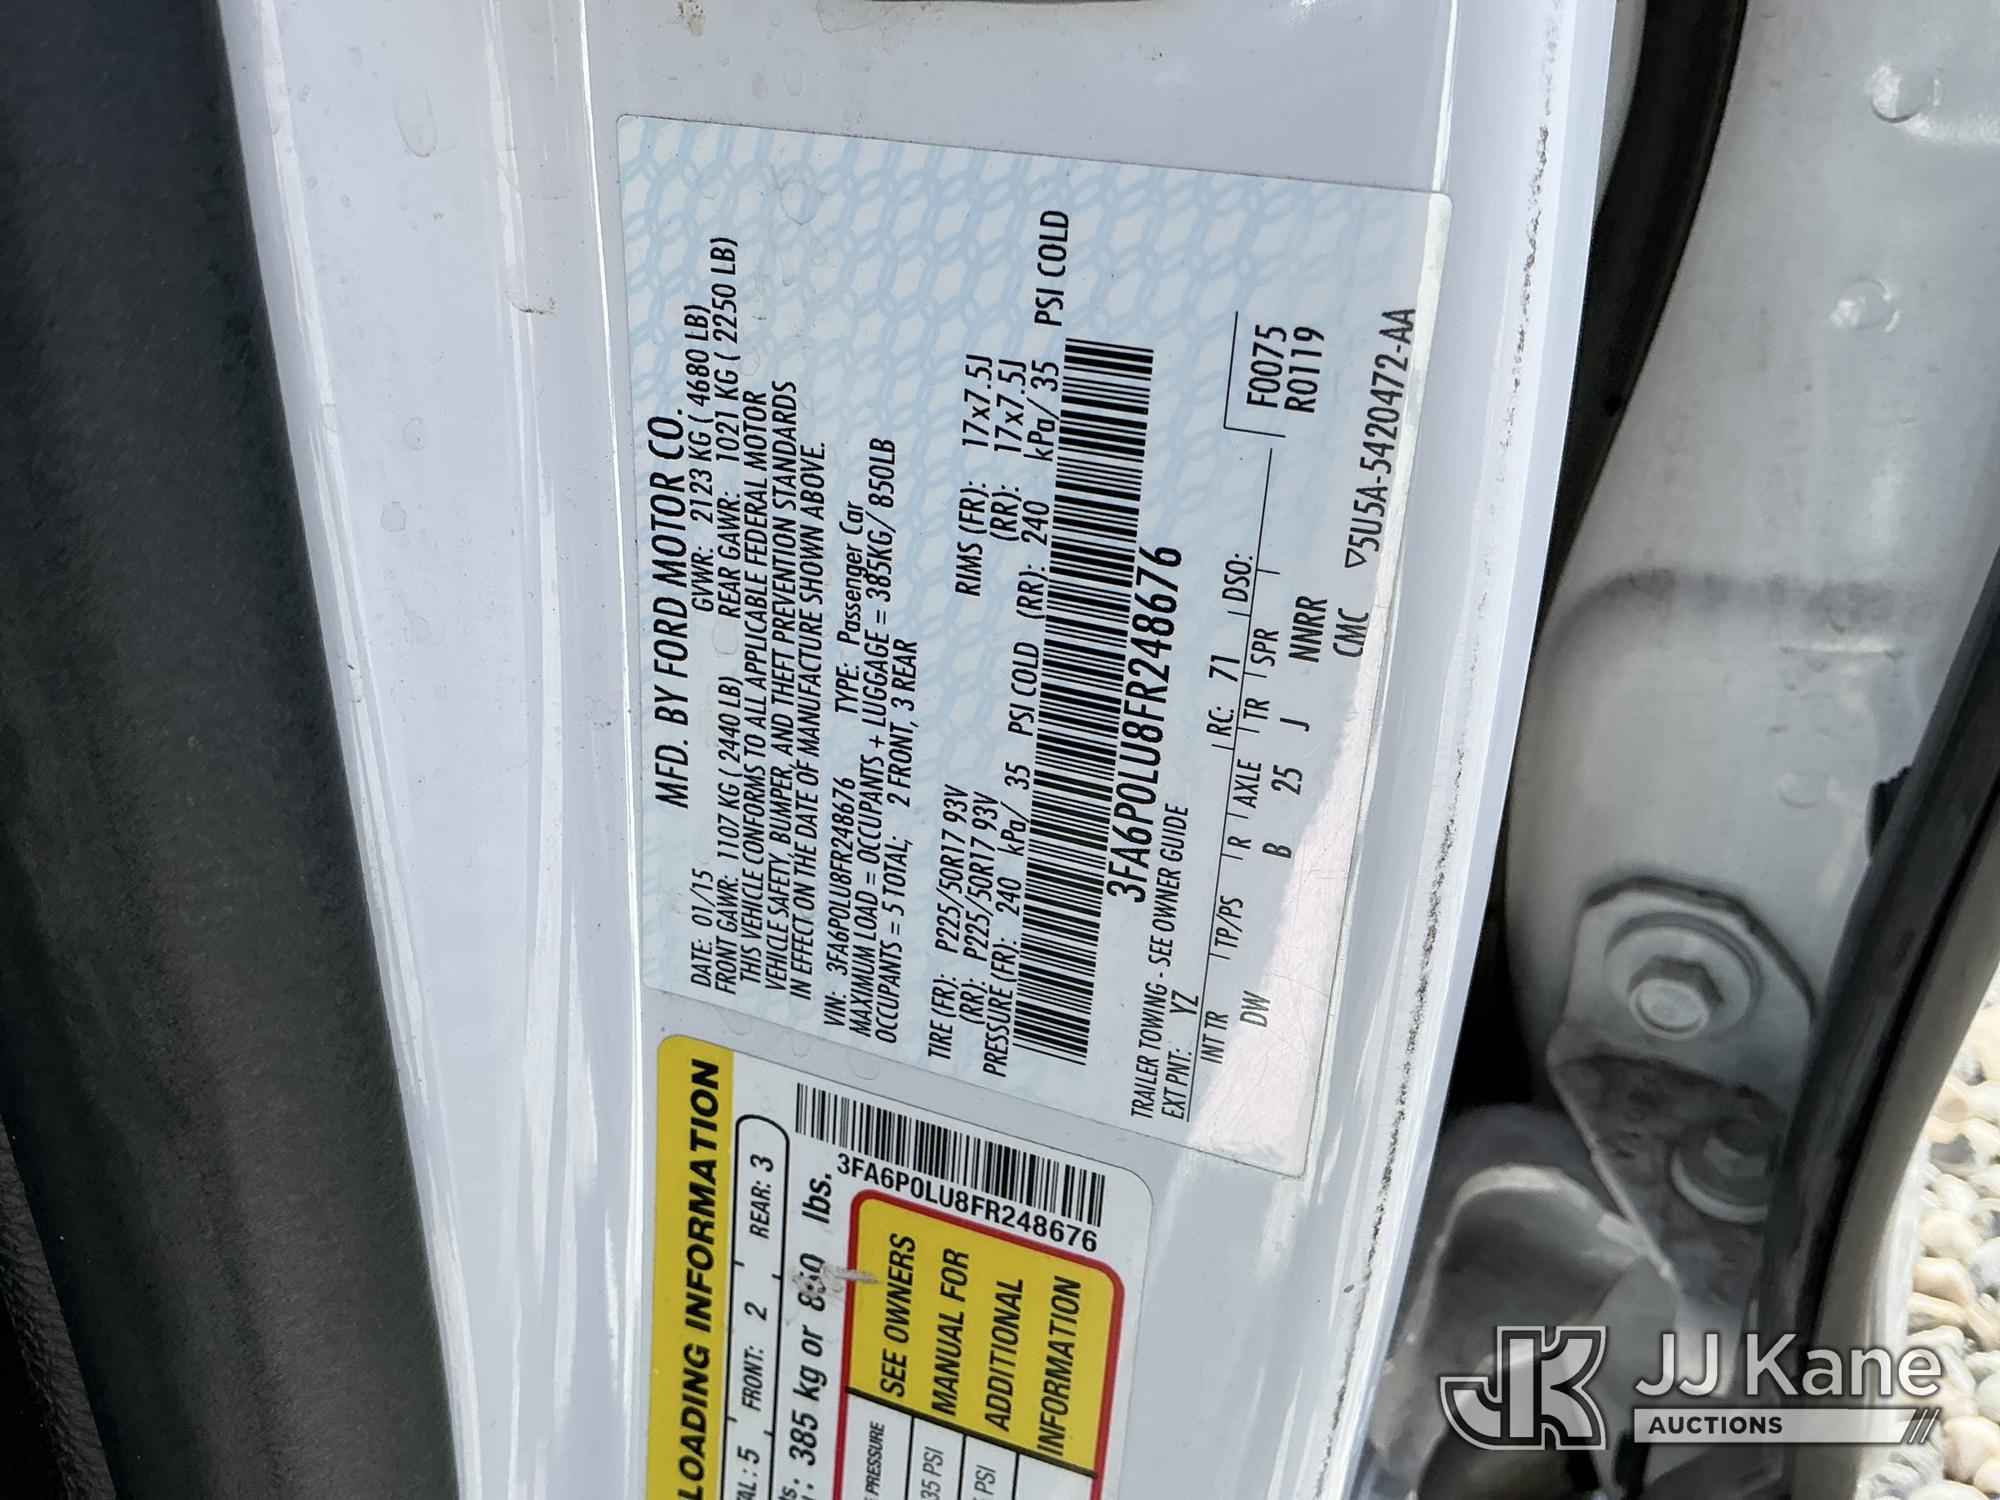 MFD. BY FORD MOTOR CO.
DATE: 01/15 GVWR: 2123 KG ( 4680 LB)
FRONT GAWR: 1107 KG ( 2440 LB) REAR GAWR: 1021 KG ( 2250 LB)
THIS VEHICLE CONFORMS TO ALL APPLICABLE FEDERAL MOTOR
VEHICLE SAFETY, BUMPER, AND THEFT PREVENTION STANDARDS
IN EFFECT ON THE DATE OF MANUFACTURE SHOWN ABOVE.
VIN: 3FA6P0LU8FR248676 TYPE: Passenger Car
MAXIMUM LOAD = OCCUPANTS + LUGGAGE = 385KG/ 850LB
OCCUPANTS = 5 TOTAL; 2 FRONT, 3 REAR
TIRE (FR): P225/50R17 93V RIMS (FR): 17x7.5J
(RR): P225/50R17 93V (RR): 17x7.5J
PRESSURE (FR): 240 kPa/ 35 PSI COLD (RR): 240 kPa/ 35 PSI COLD
3FA6P0LU8FR248676
TRAILER TOWING - SEE OWNER GUIDE
EXT PNT: YZ RC: 71 DSO:
INT TR TP/PS R AXLE TR SPR
F0075
R0119
DW B 25 J NNRR
CMC ▽5U5A-5420472-AA
LOADING INFORMATION
5 FRONT: 2 REAR: 3
385 kg or 850 lbs.
3FA6P0LU8FR248676
PRESSURE
35 PSI
PSI
SEE OWNERS
MANUAL FOR
ADDITIONAL
INFORMATION
JK JJ Kane
AUCTIONS